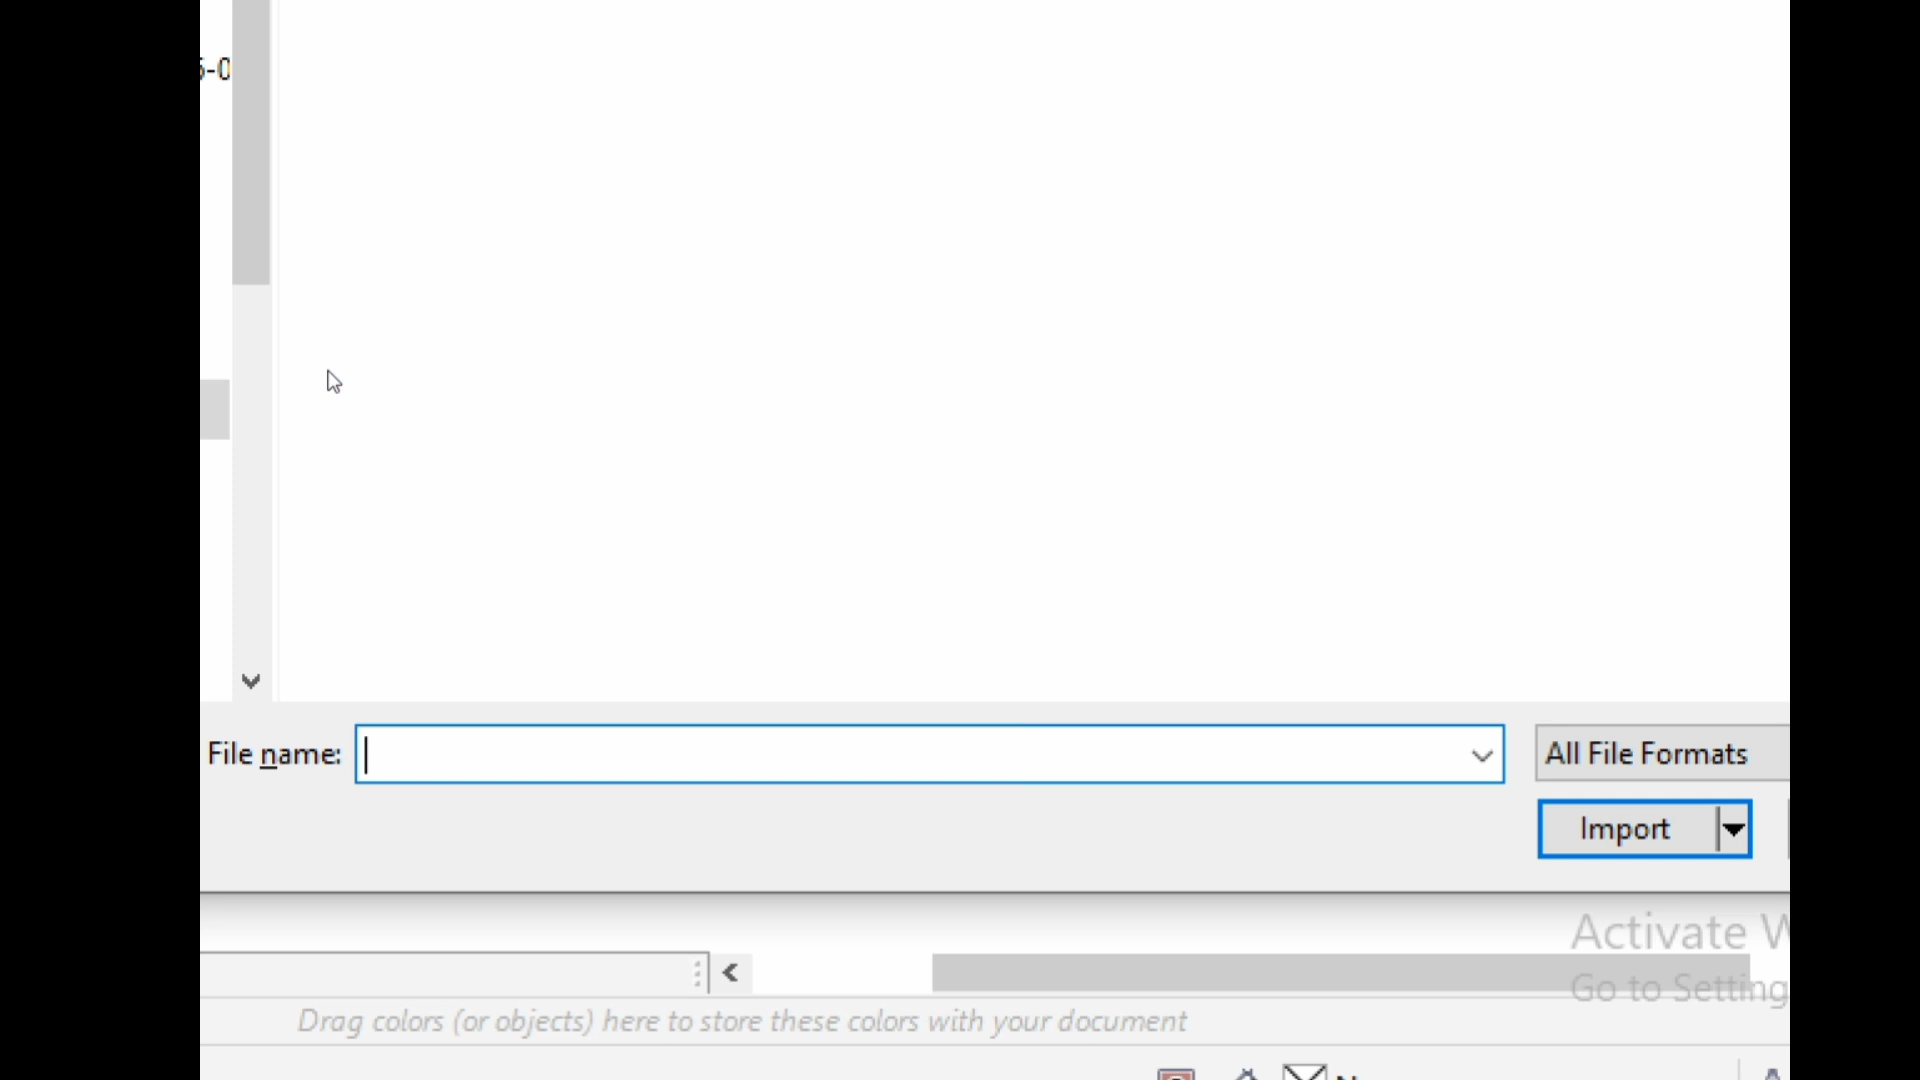 File name:
All File Formats
Import
Activate
Go to Setting
Drag colors (or objects) here to store these colors with your document